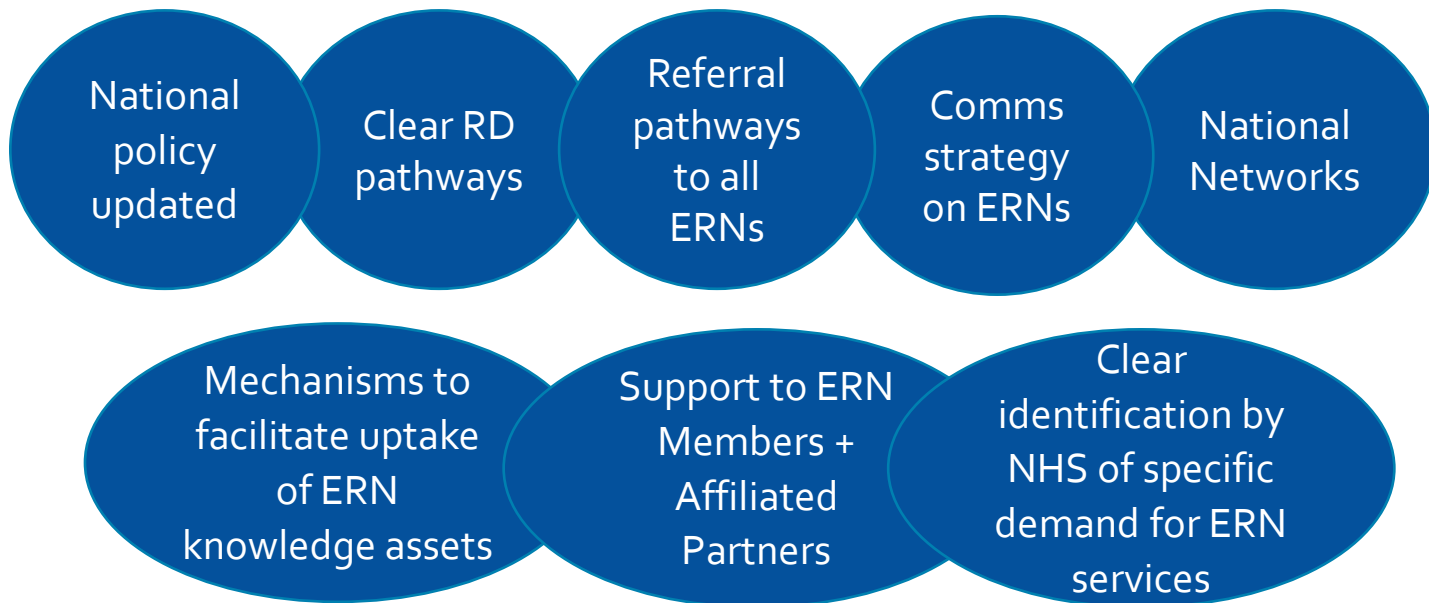 National
policy
updated
Clear RD
pathways
Referral
pathways
to all
ERNs
Comms
strategy
on ERNs
National
Networks
Mechanisms to
facilitate uptake
of ERN
knowledge assets
Support to ERN
Members +
Affiliated
Partners
Clear
identification by
NHS of specific
demand for ERN
services